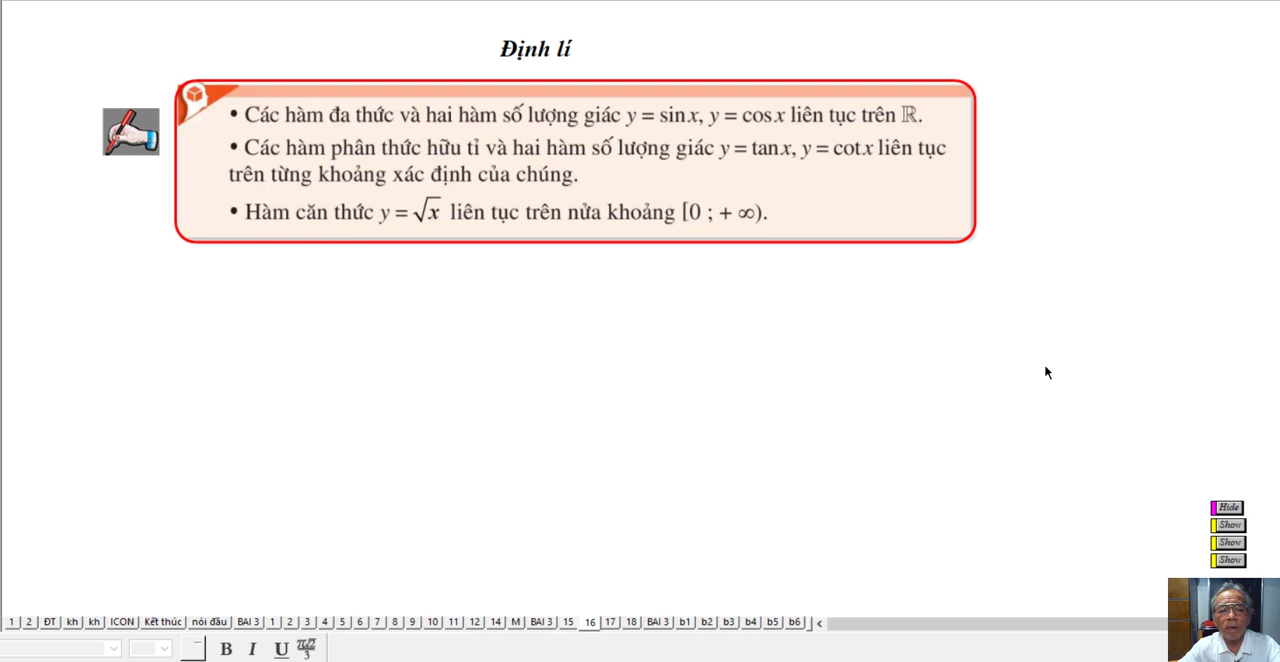 Định lí
• Các hàm đa thức và hai hàm số lượng giác y = sinx, y = cosx liên tục trên ℝ.
• Các hàm phân thức hữu tỉ và hai hàm số lượng giác y = tanx, y = cotx liên tục
trên từng khoảng xác định của chúng.
• Hàm căn thức y = √x liên tục trên nửa khoảng [0 ; + ∞).
Hide
Show
Show
Show
1 2 ĐT kh kh ICON Kết thúc nói đầu BAI 3 1 2 3 4 5 6 7 8 9 10 11 12 14 M BAI 3 15 16 17 18 BAI 3 b1 b2 b3 b4 b5 b6 <
B I U